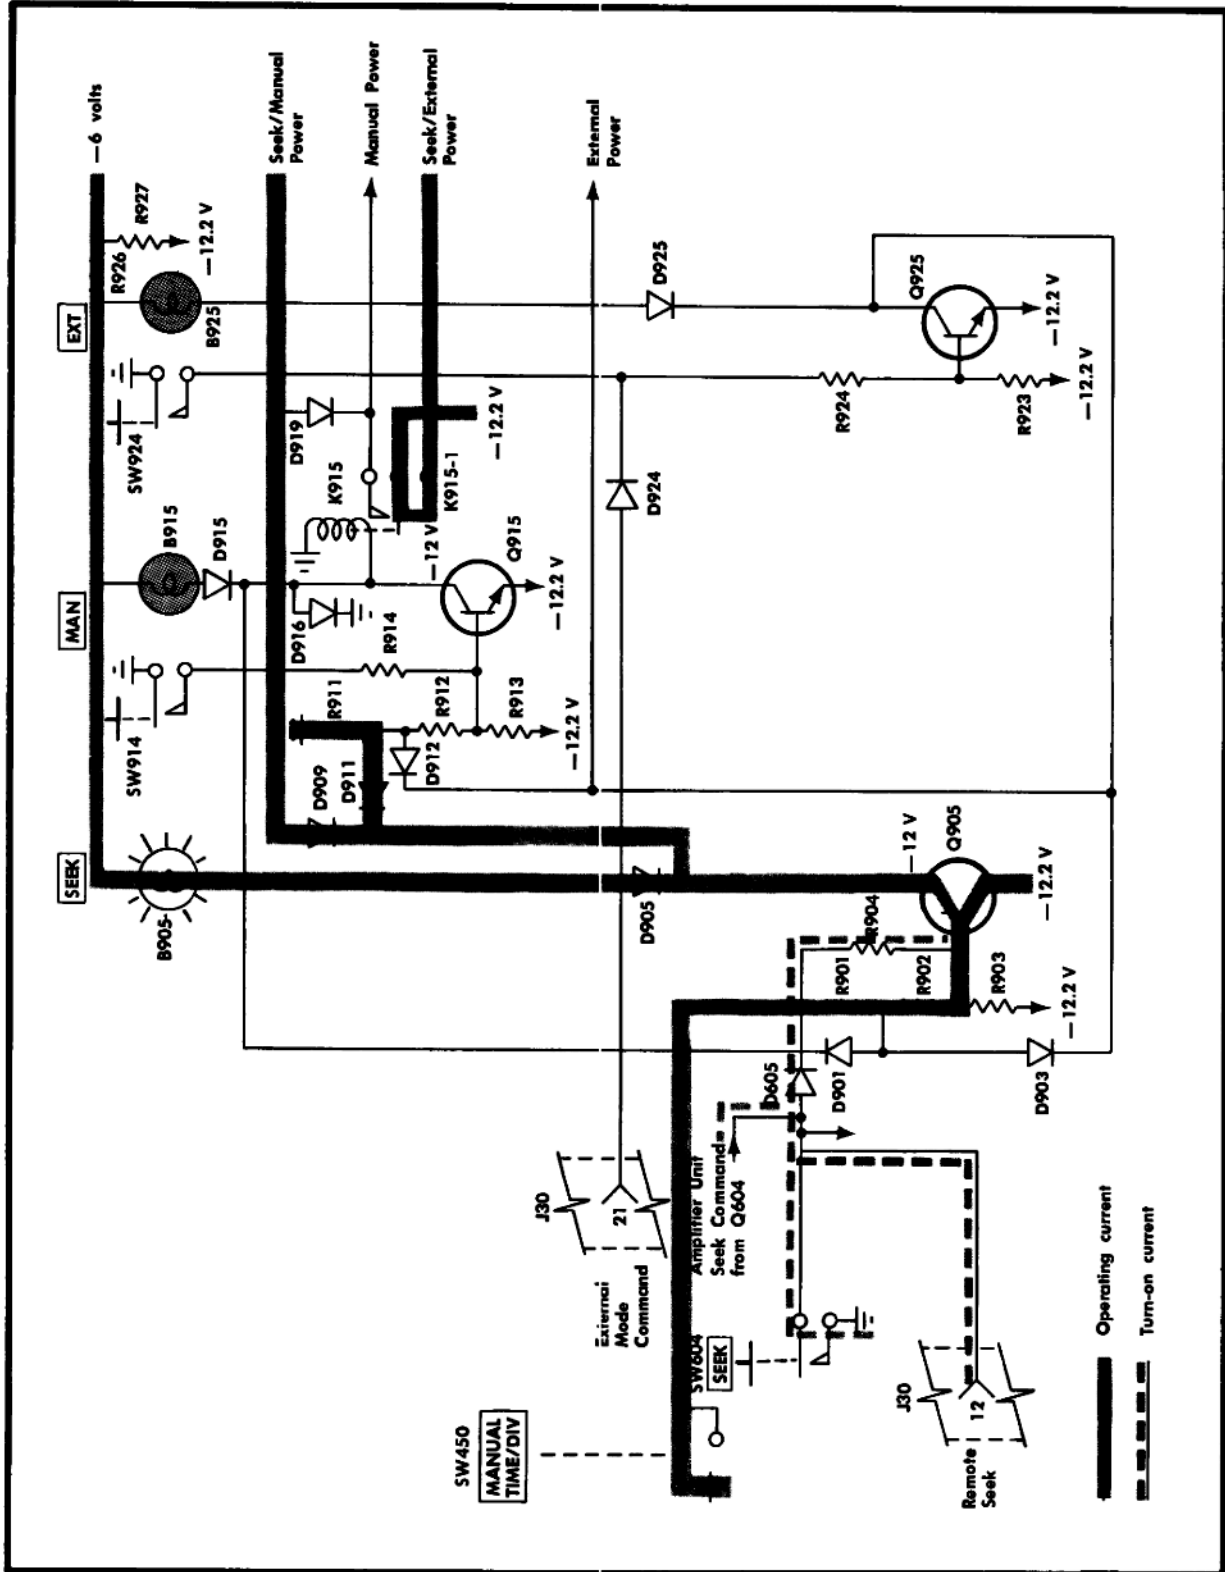 SEEK
MAN
EXT
—6 volts
B905
SW914
B915
D915
SW924
R926
B925
R927
—12.2 V
Seek/Manual
Power
D909
D911
R911
D916
R914
D919
K915
Manual Power
Seek/External
Power
D912
R912
R913
—12.2 V
—12 V
K915-1
—12.2 V
Q915
—12.2 V
External
Power
SW450
MANUAL
TIME/DIV
J30
21
External
Mode
Command
D905
D924
D925
SW604
SEEK
Amplifier Unit
Seek Command
from Q604
D605
D901
R901
R904
R902
—12 V
Q905
—12.2 V
R903
—12.2 V
D903
R924
Q925
—12.2 V
R923
—12.2 V
J30
12
Remote
Seek
Operating current
Turn-on current